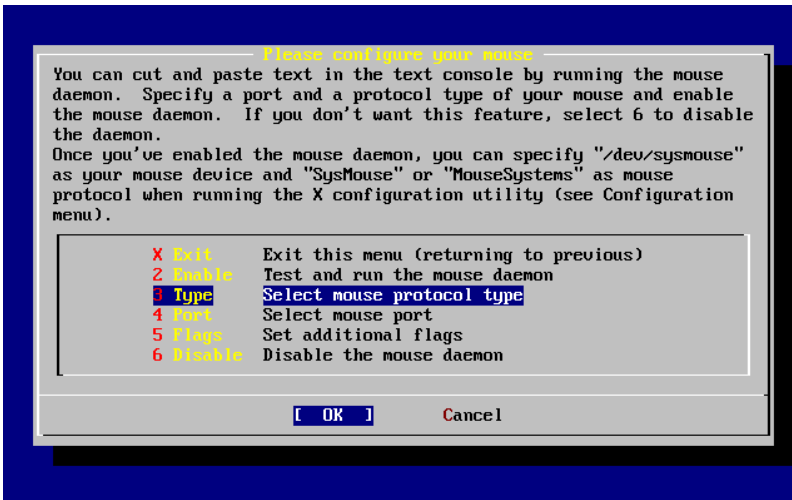 Please configure your mouse
You can cut and paste text in the text console by running the mouse
daemon.  Specify a port and a protocol type of your mouse and enable
the mouse daemon.  If you don't want this feature, select 6 to disable
the daemon.
Once you've enabled the mouse daemon, you can specify "/dev/sysmouse"
as your mouse device and "SysMouse" or "MouseSystems" as mouse
protocol when running the X configuration utility (see Configuration
menu).
X Exit    Exit this menu (returning to previous)
2 Enable  Test and run the mouse daemon
3 Type    Select mouse protocol type
4 Port    Select mouse port
5 Flags   Set additional flags
6 Disable Disable the mouse daemon
[  OK  ]    Cancel